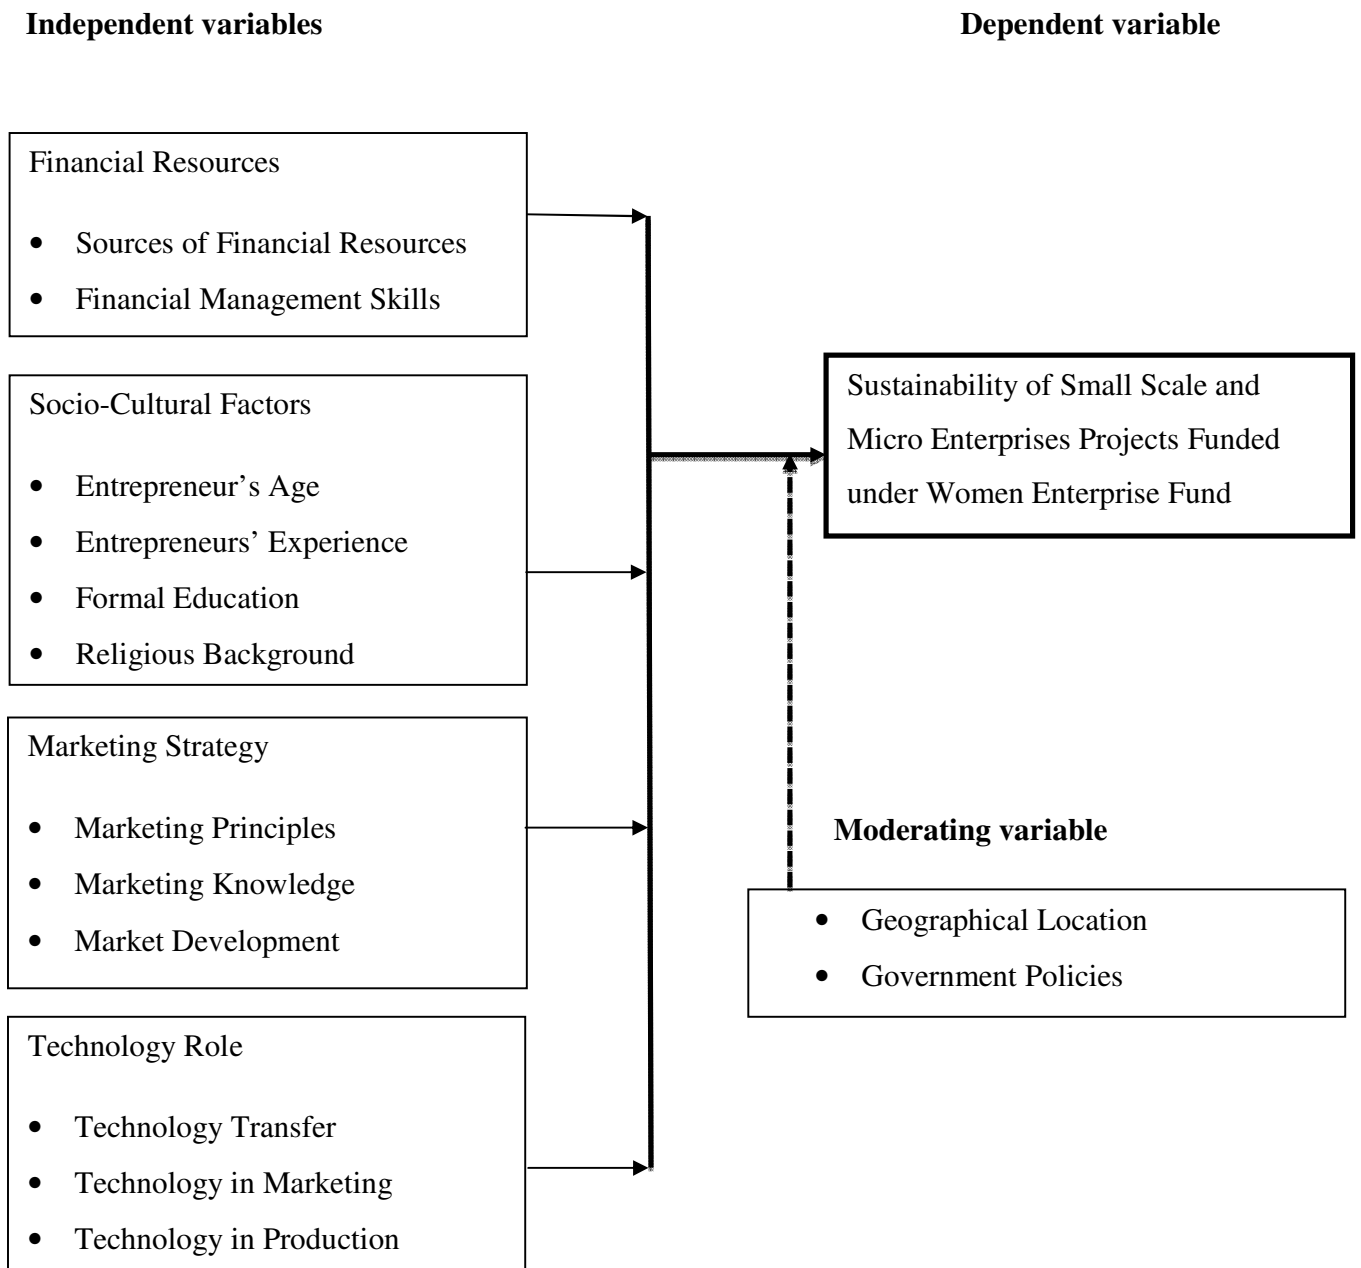 Independent variables
Dependent variable
Financial Resources
• Sources of Financial Resources
• Financial Management Skills
Socio-Cultural Factors
• Entrepreneur’s Age
• Entrepreneurs’ Experience
• Formal Education
• Religious Background
Marketing Strategy
• Marketing Principles
• Marketing Knowledge
• Market Development
Technology Role
• Technology Transfer
• Technology in Marketing
• Technology in Production
Sustainability of Small Scale and
Micro Enterprises Projects Funded
under Women Enterprise Fund
Moderating variable
• Geographical Location
• Government Policies